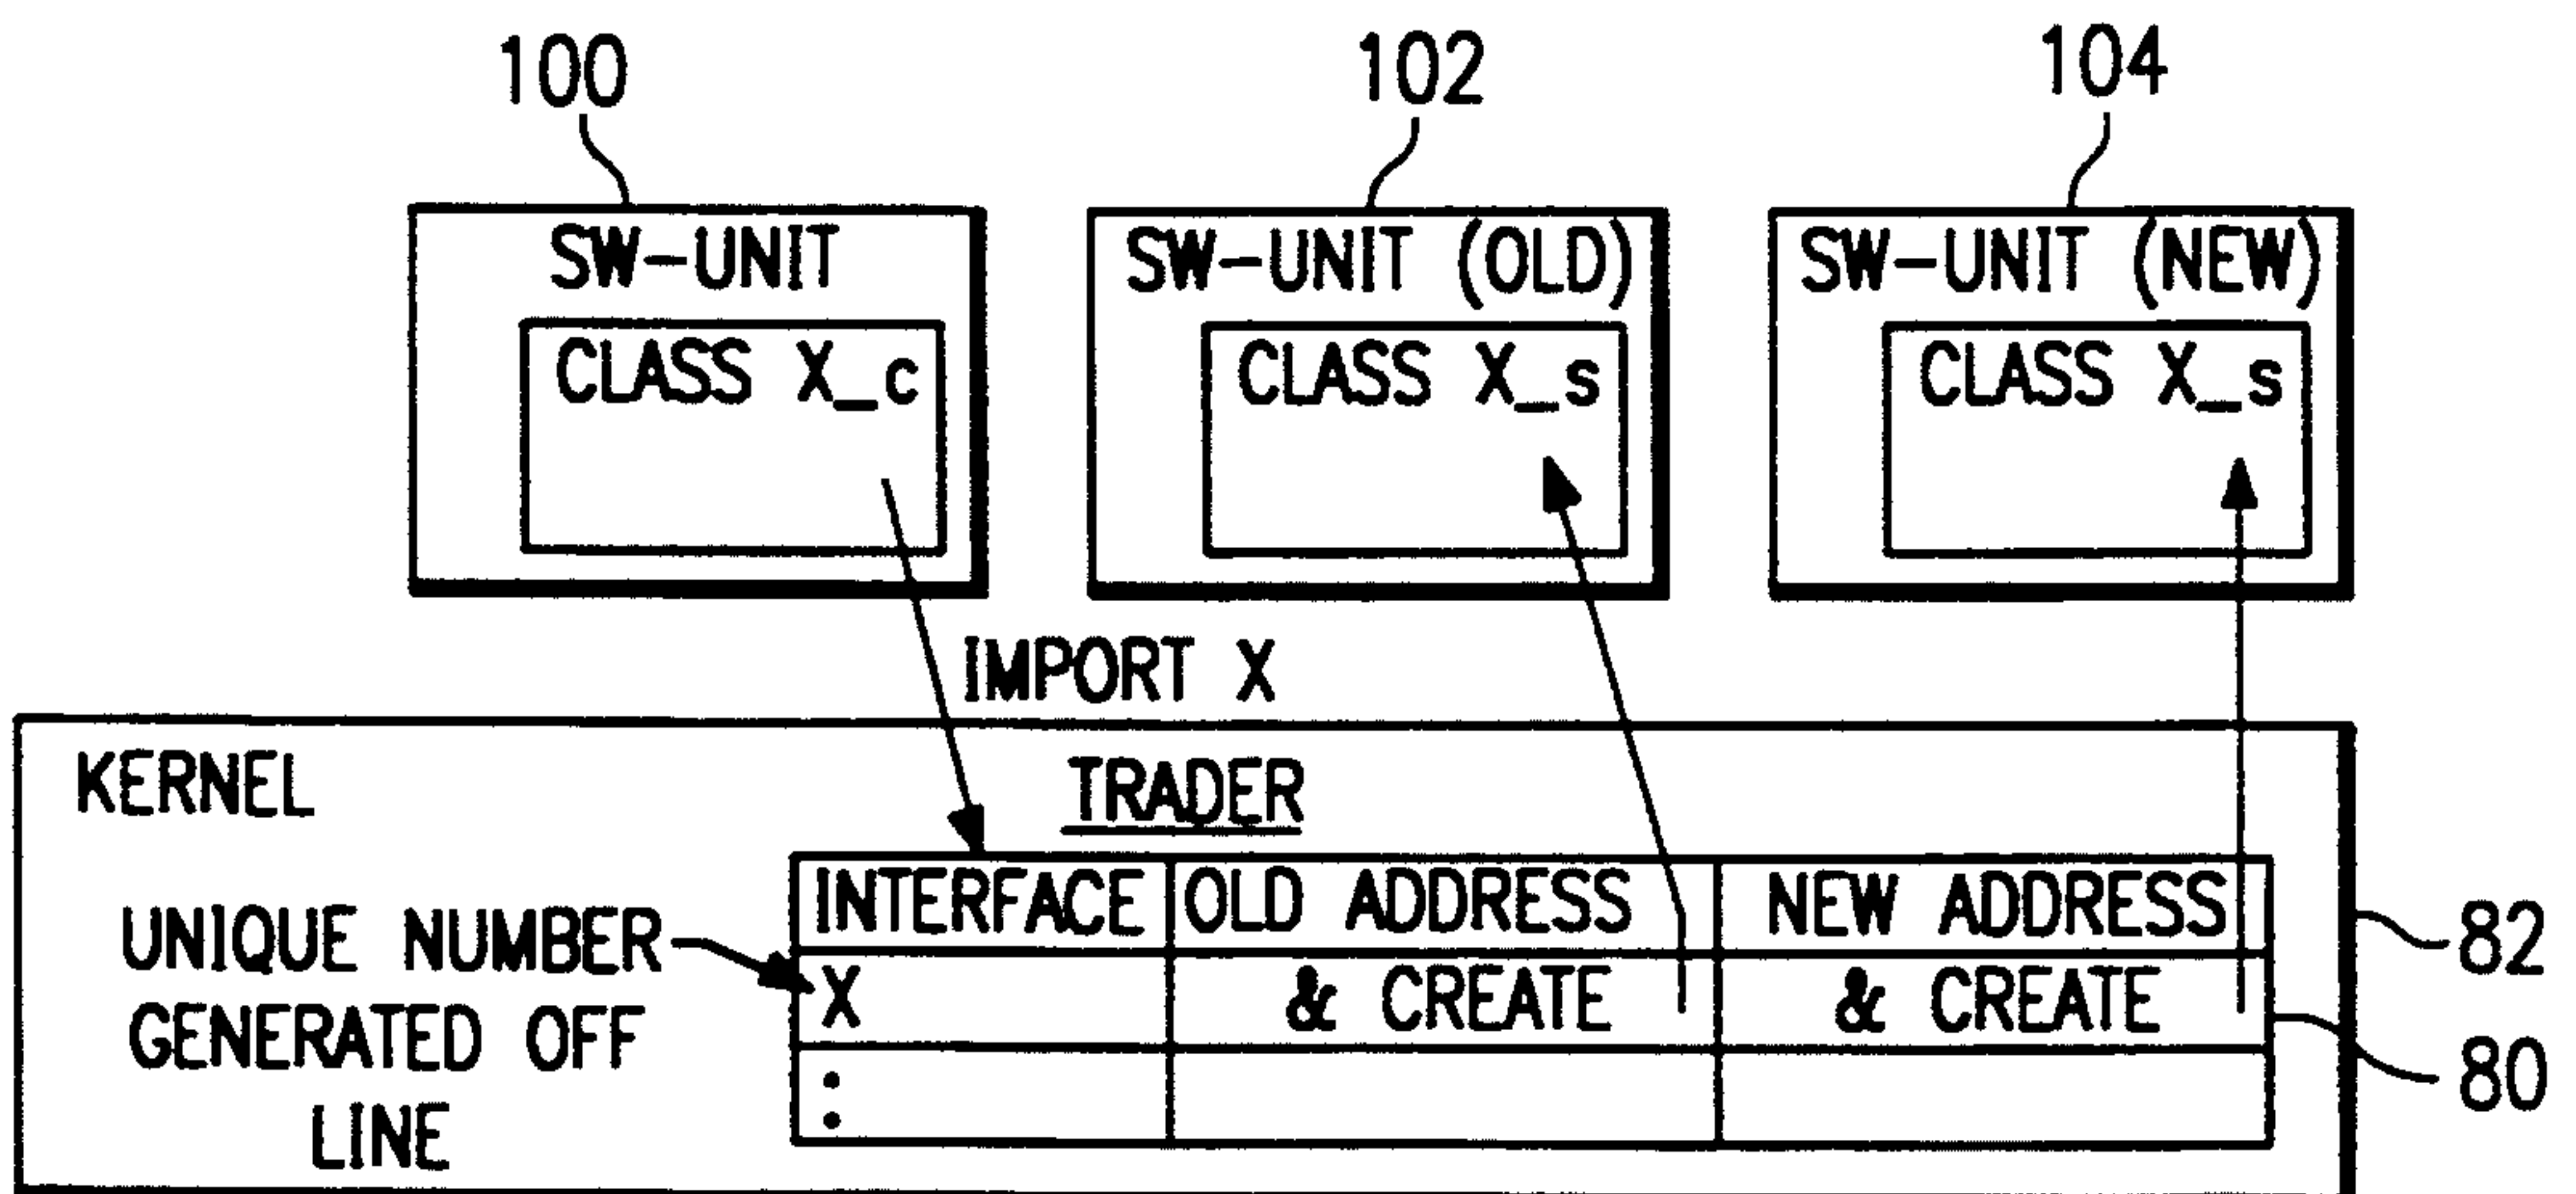 100
102
104
SW-UNIT
SW-UNIT (OLD)
SW-UNIT (NEW)
CLASS X_c
CLASS X_s
CLASS X_s
IMPORT X
KERNEL
TRADER
UNIQUE NUMBER
GENERATED OFF
LINE
INTERFACE OLD ADDRESS NEW ADDRESS
X & CREATE & CREATE
:
82
80